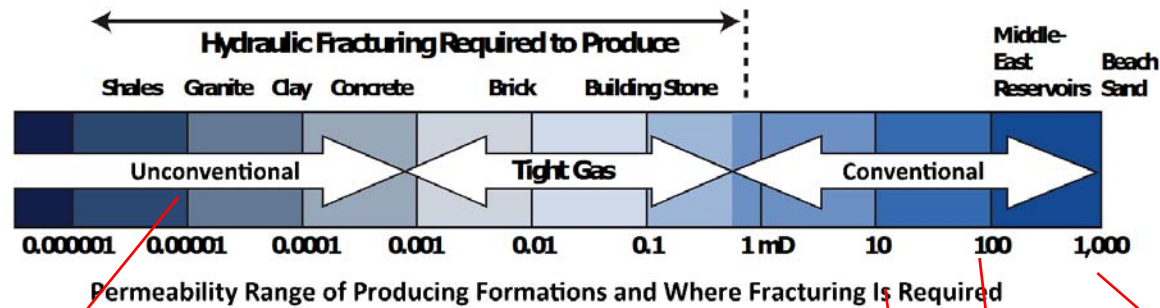 Hydraulic Fracturing Required to Produce
Middle-
East
Reservoirs
Beach
Sand
Shales Granite Clay Concrete Brick Building Stone
Unconventional Tight Gas Conventional
0.000001 0.00001 0.0001 0.001 0.01 0.1 1 mD 10 100 1,000
Permeability Range of Producing Formations and Where Fracturing Is Required